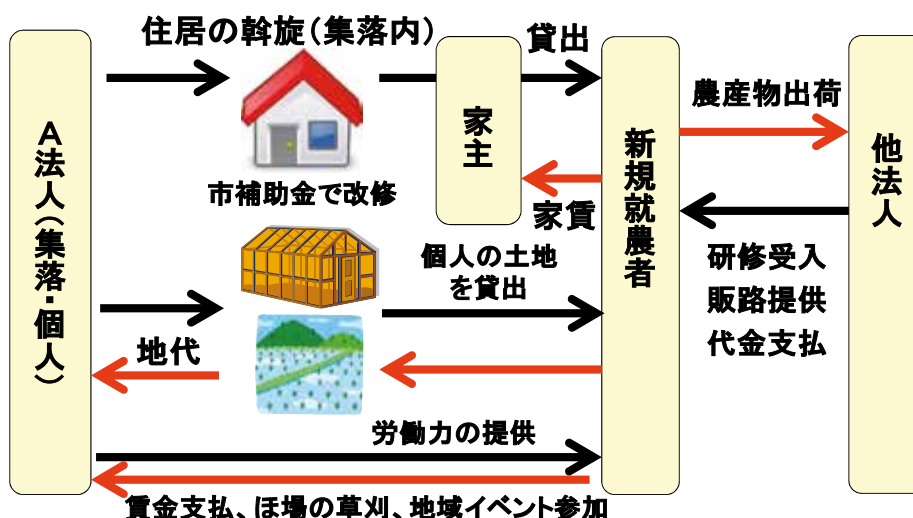 住居の斡旋（集落内）
貸出
農産物出荷
A法人（集落・個人）
家主
新規就農者
他法人
市補助金で改修
家賃
個人の土地
を貸出
研修受入
販路提供
代金支払
地代
労働力の提供
賃金支払、ほ場の草刈、地域イベント参加